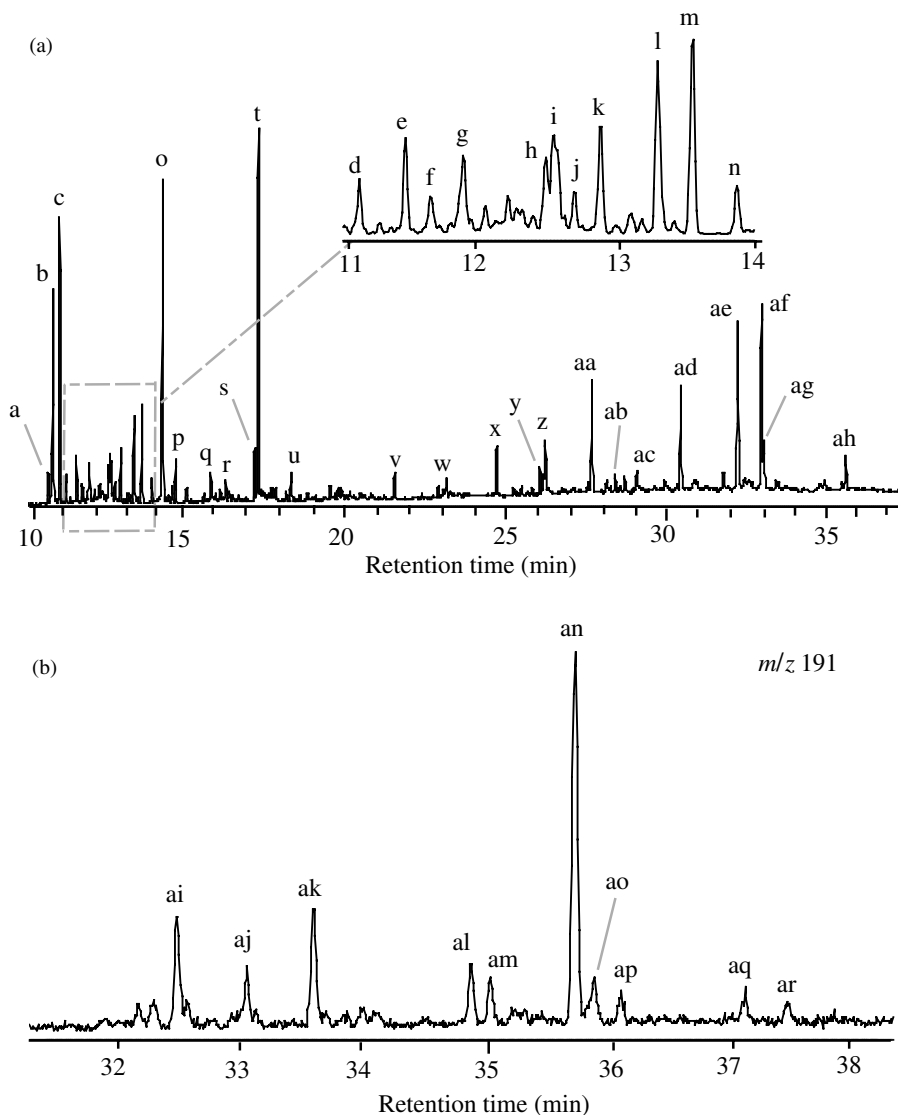 (a)
a
b
c
d
e
f
g
h
i
j
k
l
m
n
11 12 13 14
o
p
q
r
s
t
u
v
w
x
y
z
aa
ab
ac
ad
ae
af
ag
ah
10 15 20 25 30 35
Retention time (min)
(b)
m/z 191
ai
aj
ak
al
am
an
ao
ap
aq
ar
32 33 34 35 36 37 38
Retention time (min)